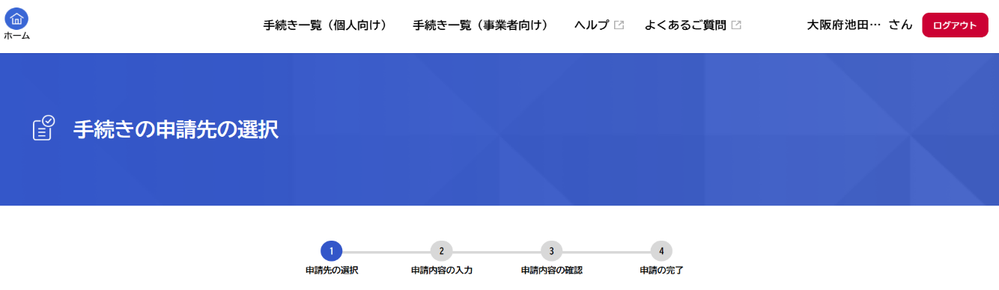 ホーム
手続き一覧（個人向け） 手続き一覧（事業者向け） ヘルプ よくあるご質問 大阪府池田… さん ログアウト
手続きの申請先の選択
1 2 3 4
申請先の選択 申請内容の入力 申請内容の確認 申請の完了